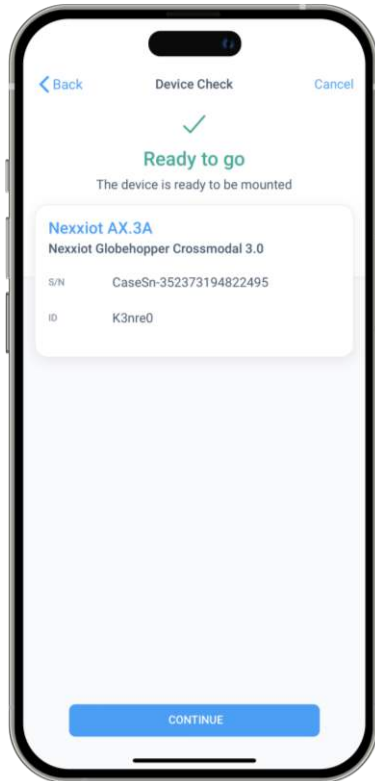 Back Device Check Cancel
Ready to go
The device is ready to be mounted
Nexxiot AX.3A
Nexxiot Globehopper Crossmodal 3.0
S/N CaseSn-352373194822495
ID K3nre0
CONTINUE